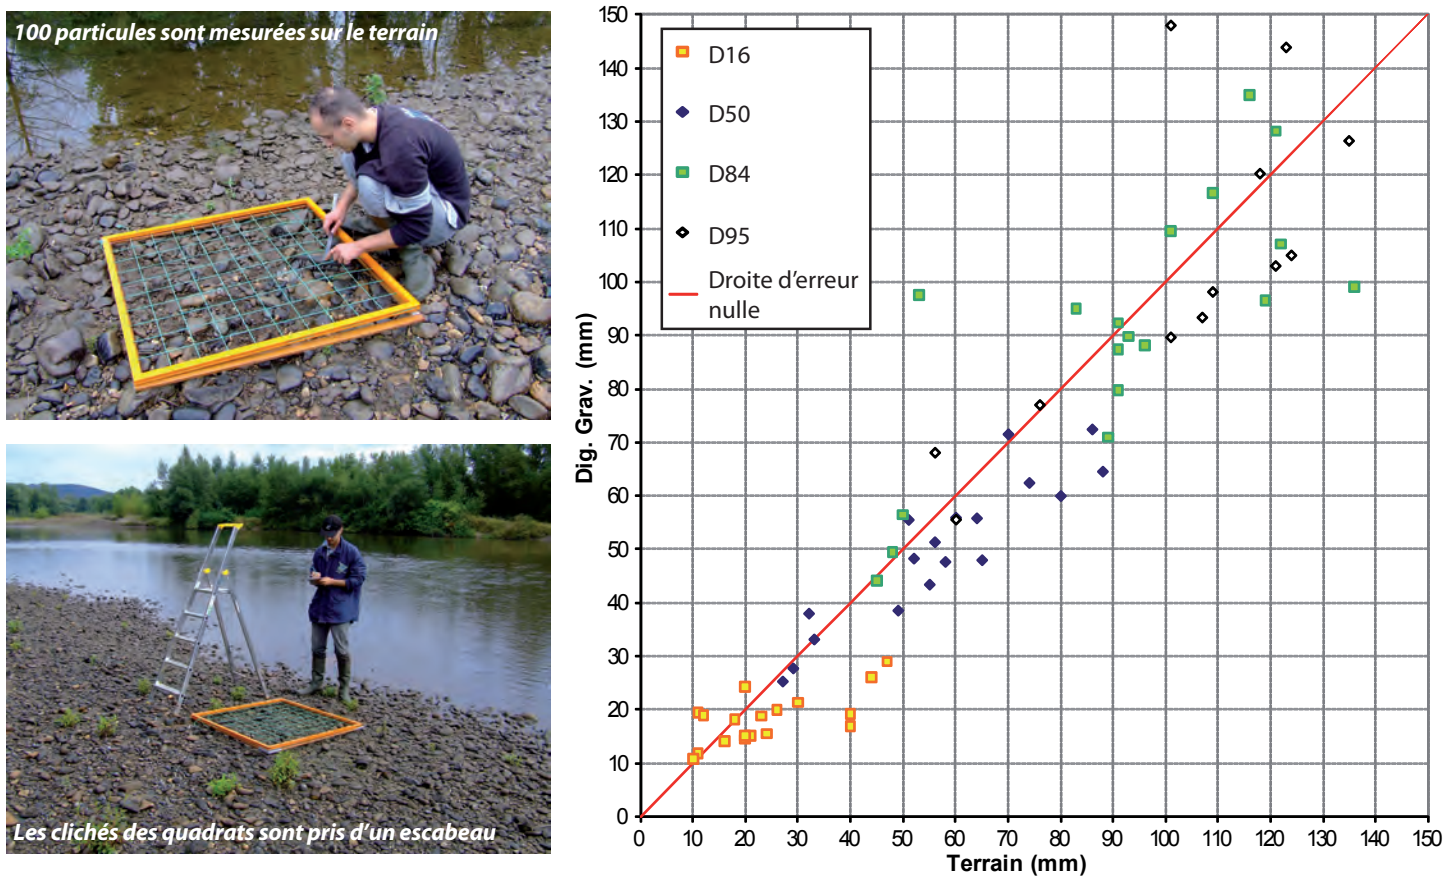 100 particules sont mesurées sur le terrain
Les clichés des quadrats sont pris d'un escabeau
D16
D50
D84
D95
Droite d'erreur
nulle
Dig. Grav. (mm)
150
140
130
120
110
100
90
80
70
60
50
40
30
20
10
0
0 10 20 30 40 50 60 70 80 90 100 110 120 130 140 150
Terrain (mm)